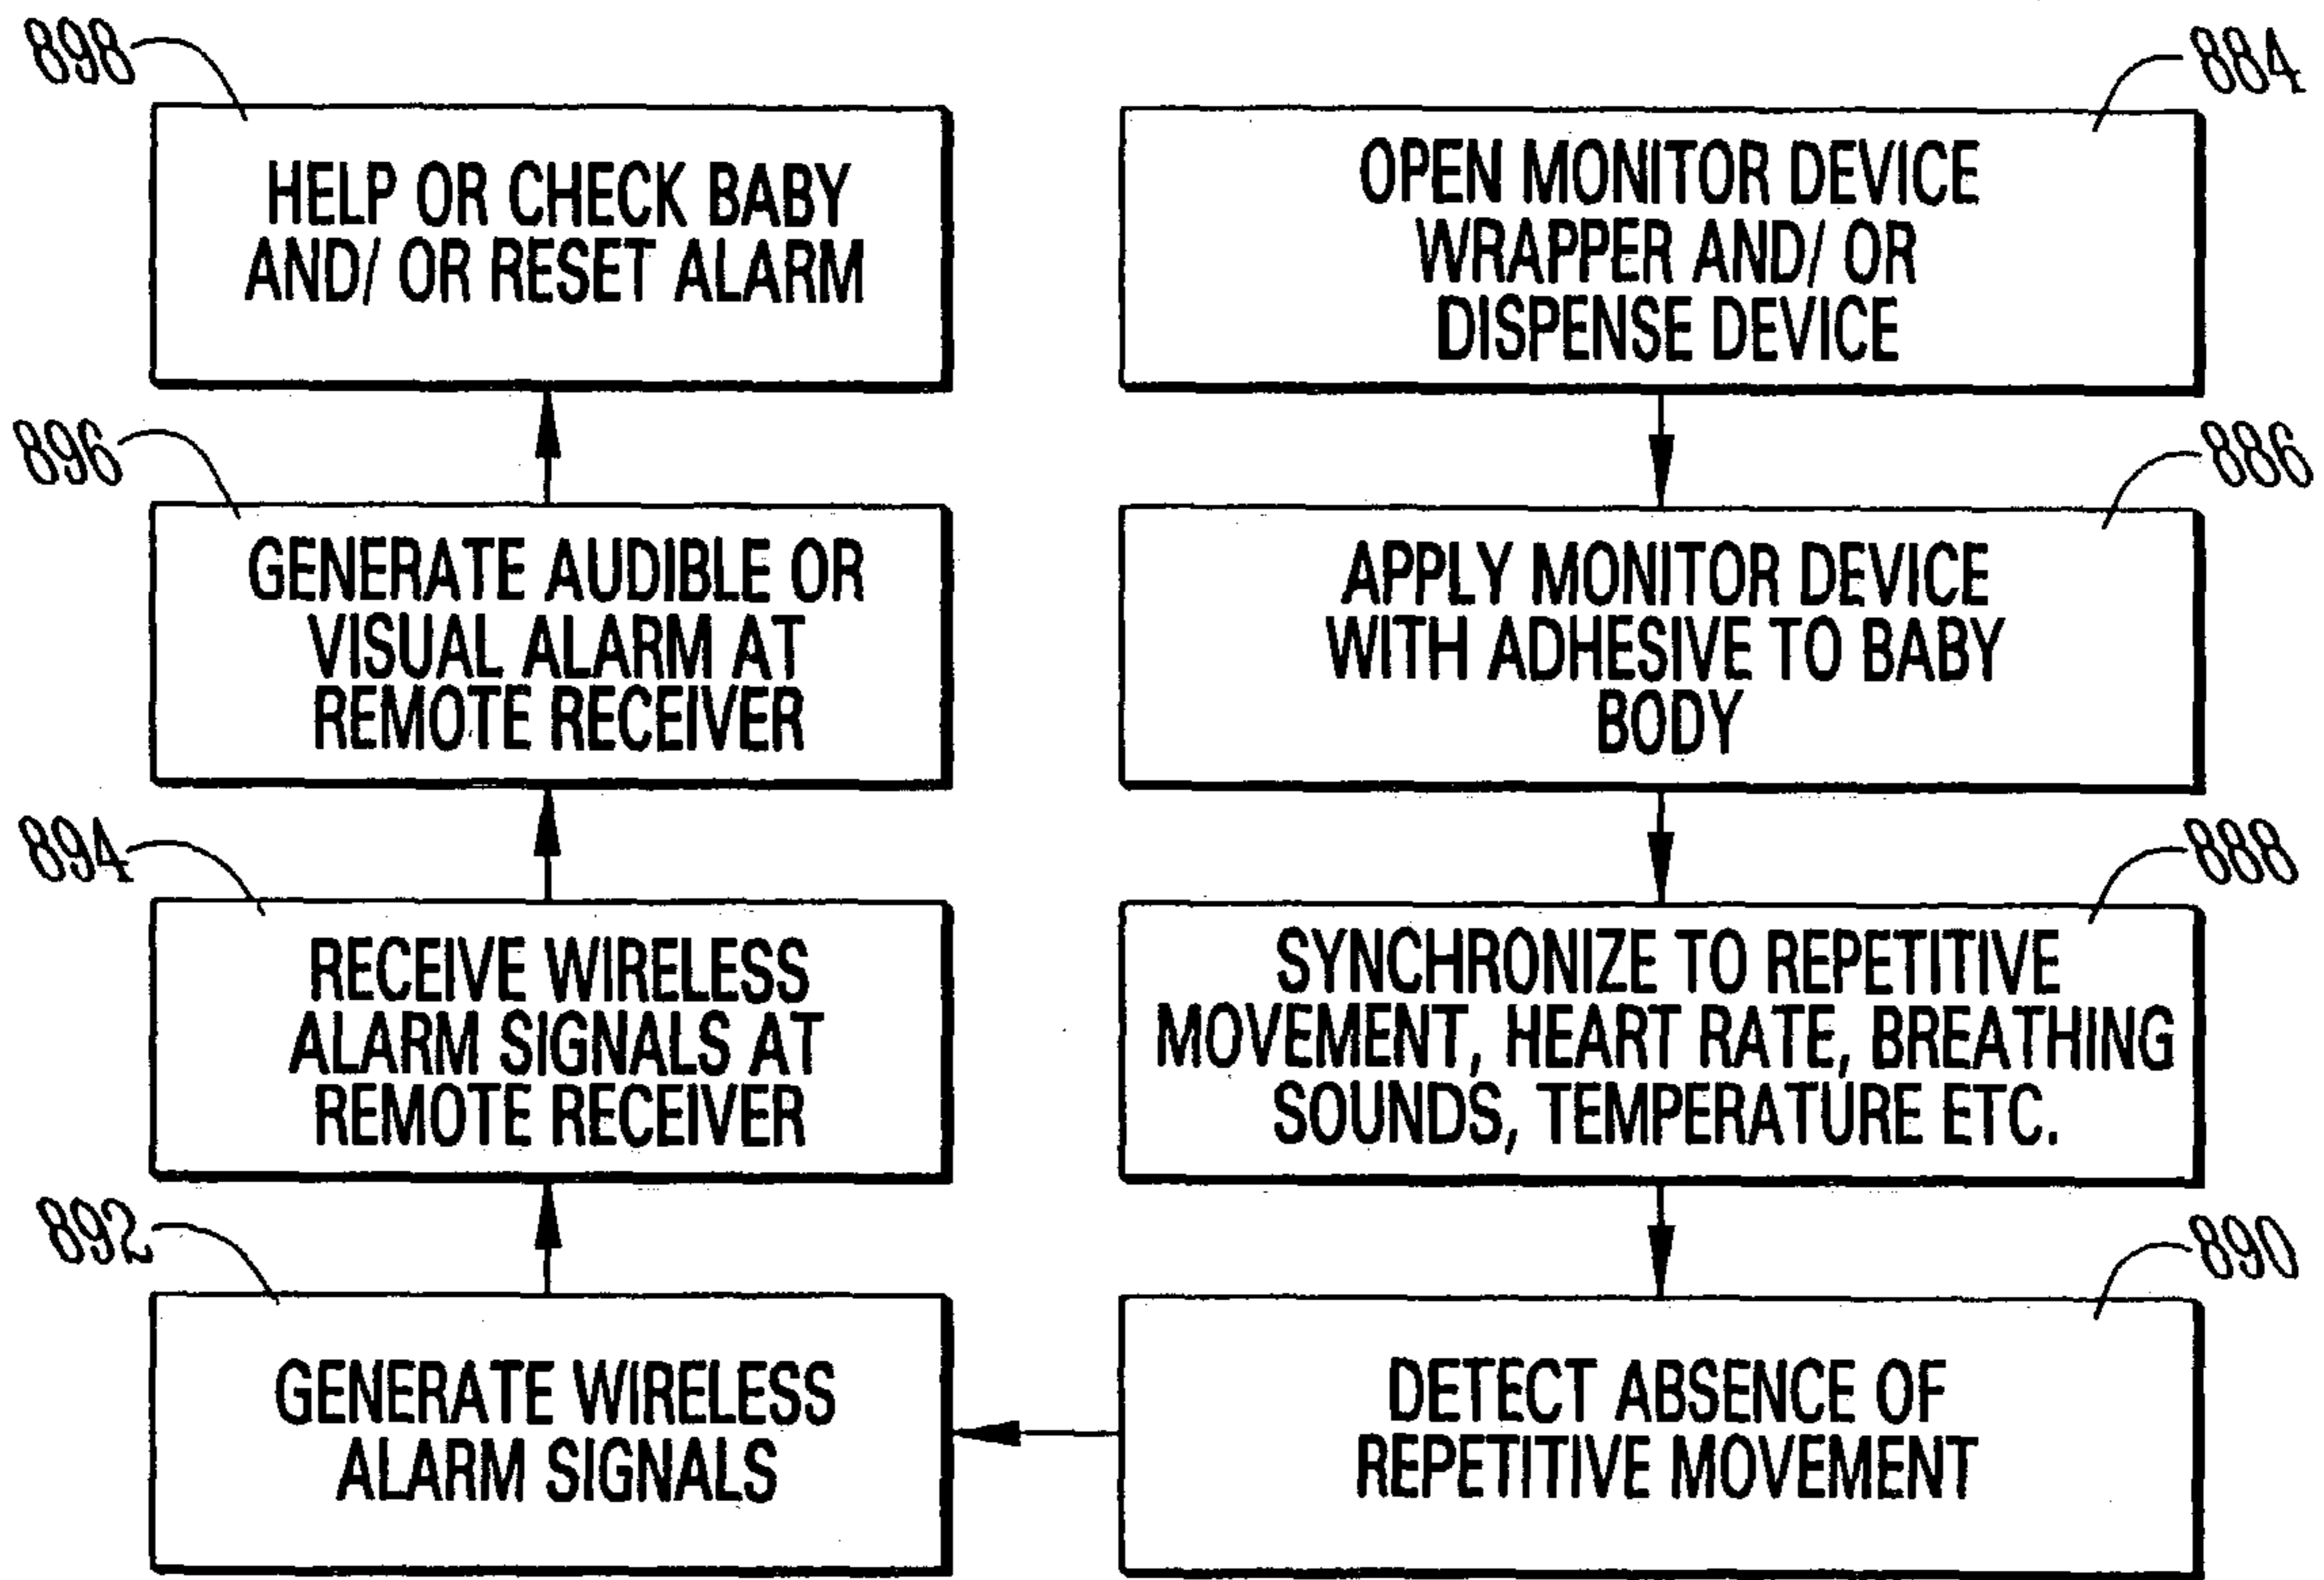 898
HELP OR CHECK BABY
AND/ OR RESET ALARM
884
OPEN MONITOR DEVICE
WRAPPER AND/ OR
DISPENSE DEVICE
896
GENERATE AUDIBLE OR
VISUAL ALARM AT
REMOTE RECEIVER
886
APPLY MONITOR DEVICE
WITH ADHESIVE TO BABY
BODY
894
RECEIVE WIRELESS
ALARM SIGNALS AT
REMOTE RECEIVER
888
SYNCHRONIZE TO REPETITIVE
MOVEMENT, HEART RATE, BREATHING
SOUNDS, TEMPERATURE ETC.
892
GENERATE WIRELESS
ALARM SIGNALS
890
DETECT ABSENCE OF
REPETITIVE MOVEMENT